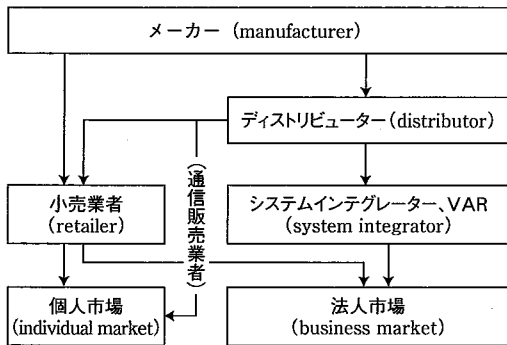 メーカー (manufacturer)
ディストリビューター (distributor)
(通信販売業者)
小売業者
(retailer)
システムインテグレーター、VAR
(system integrator)
個人市場
(individual market)
法人市場
(business market)